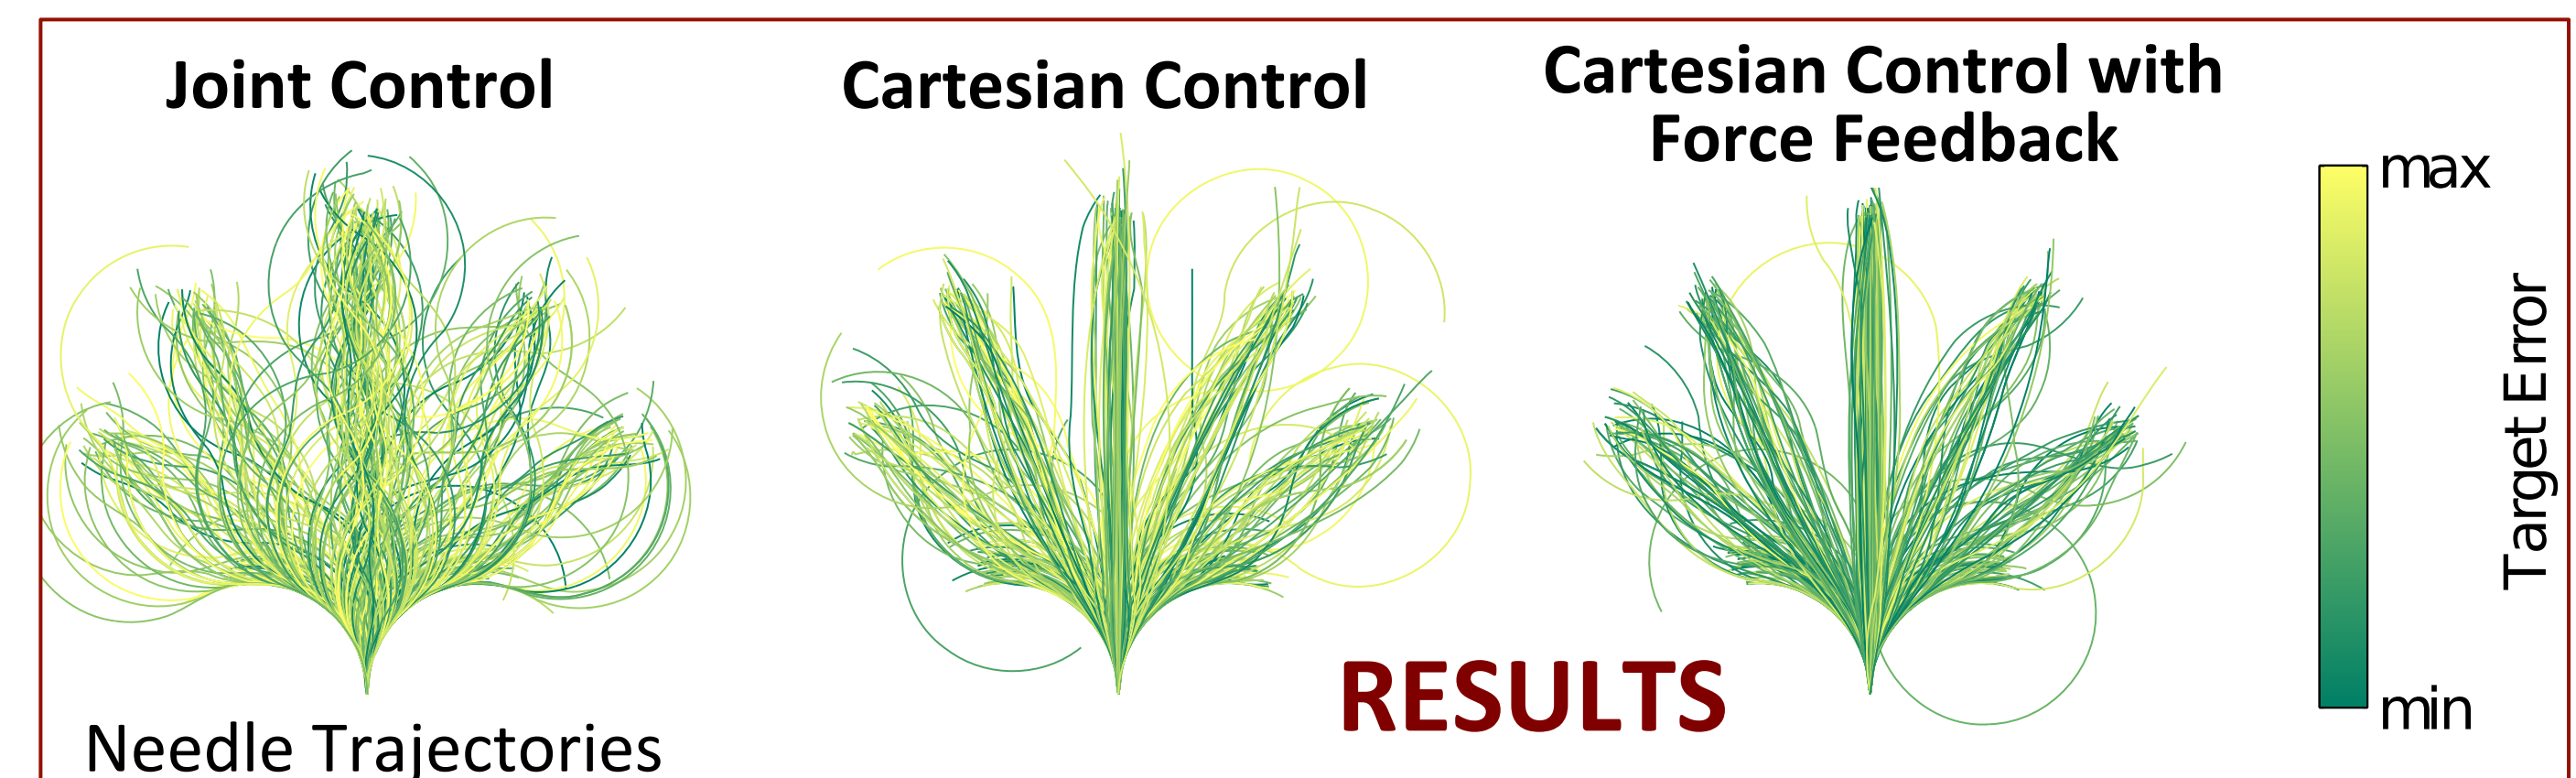 Joint Control
Cartesian Control
Cartesian Control with
Force Feedback
max
Target Error
min
RESULTS
Needle Trajectories